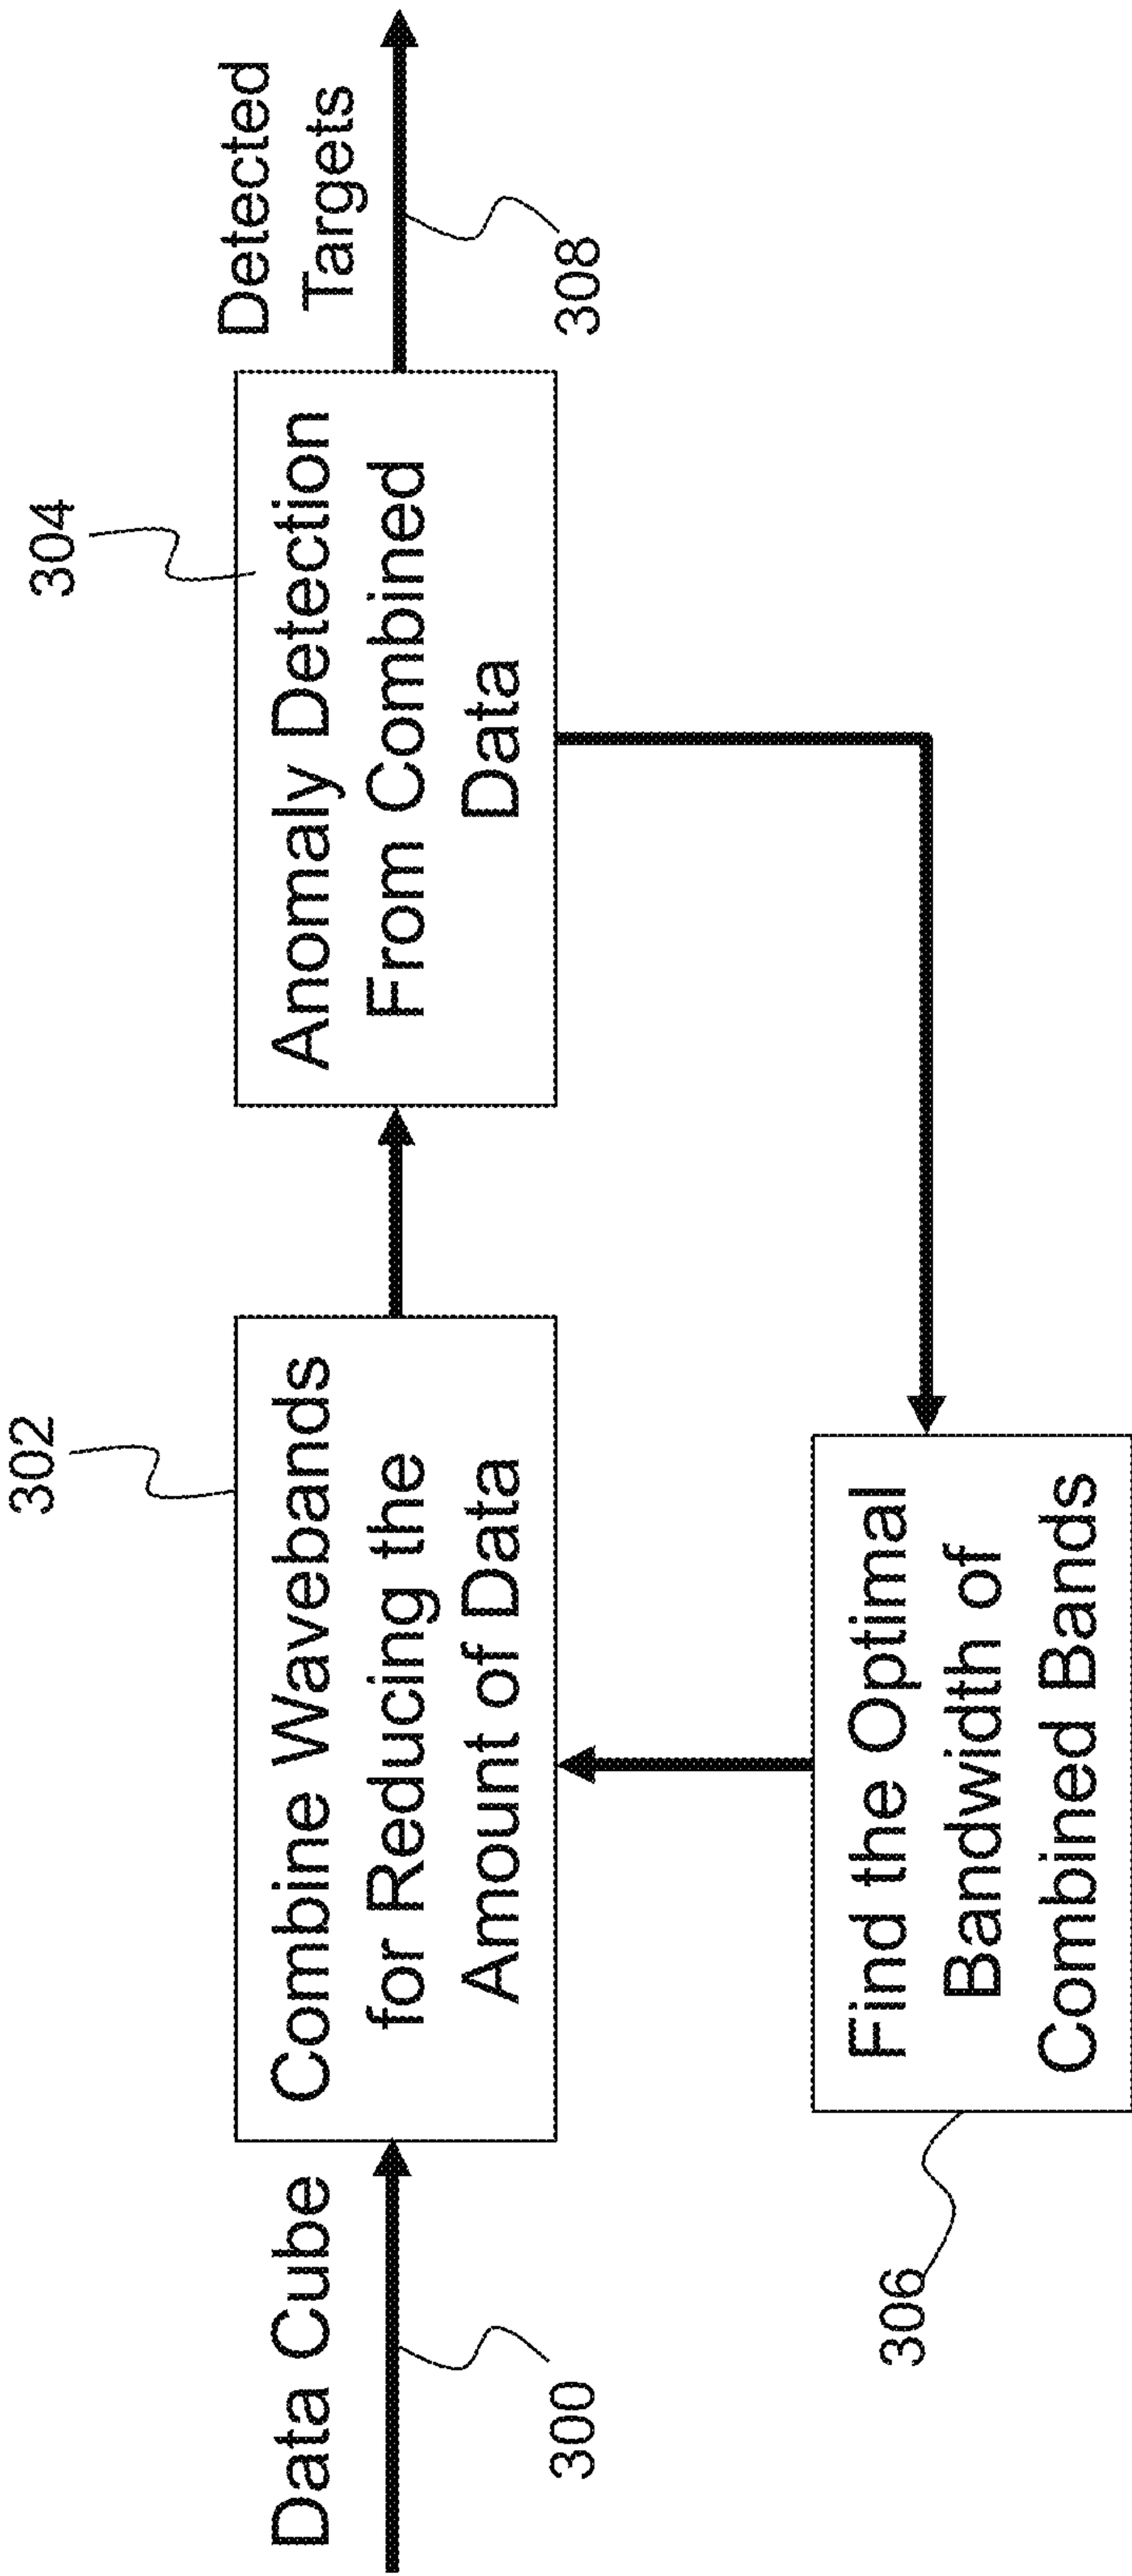 Data Cube
300
302
Combine Wavebands
for Reducing the
Amount of Data
304
Anomaly Detection
From Combined
Data
Detected
Targets
308
306
Find the Optimal
Bandwidth of
Combined Bands